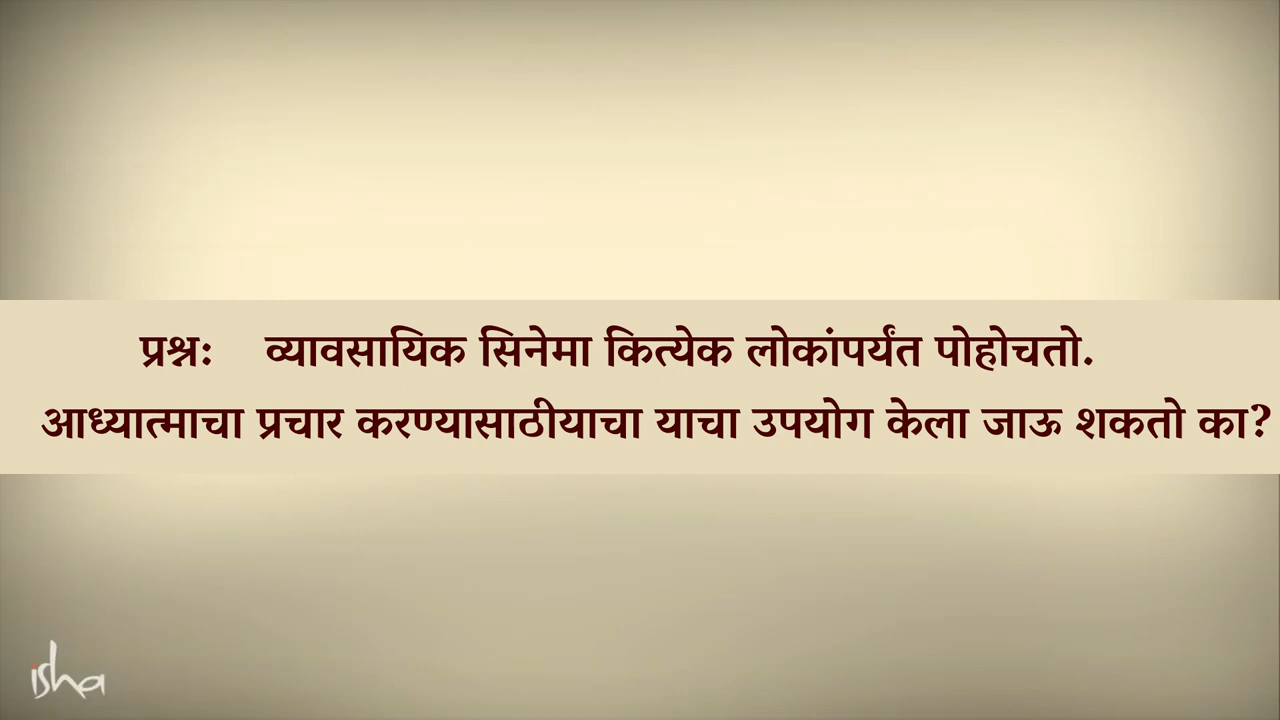 प्रश्न: व्यावसायिक सिनेमा कित्येक लोकांपर्यंत पोहोचतो.
आध्यात्माचा प्रचार करण्यासाठीयाचा याचा उपयोग केला जाऊ शकतो का?
isha